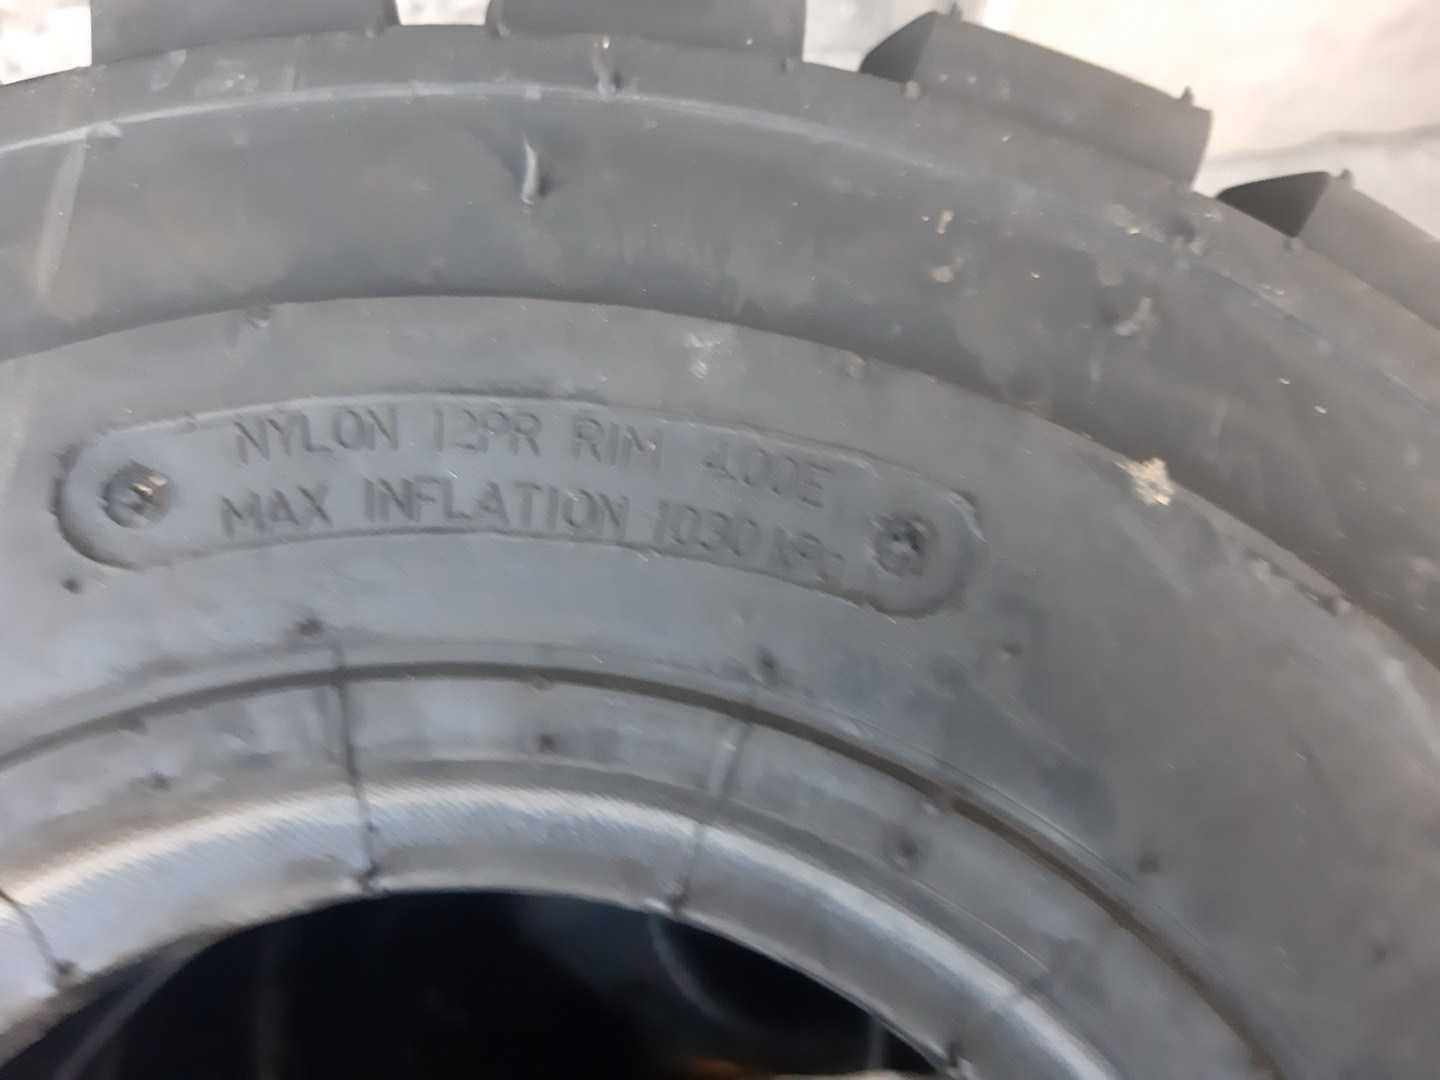 NYLON 12PR RIM 4.00E
MAX INFLATION 1030 kPa